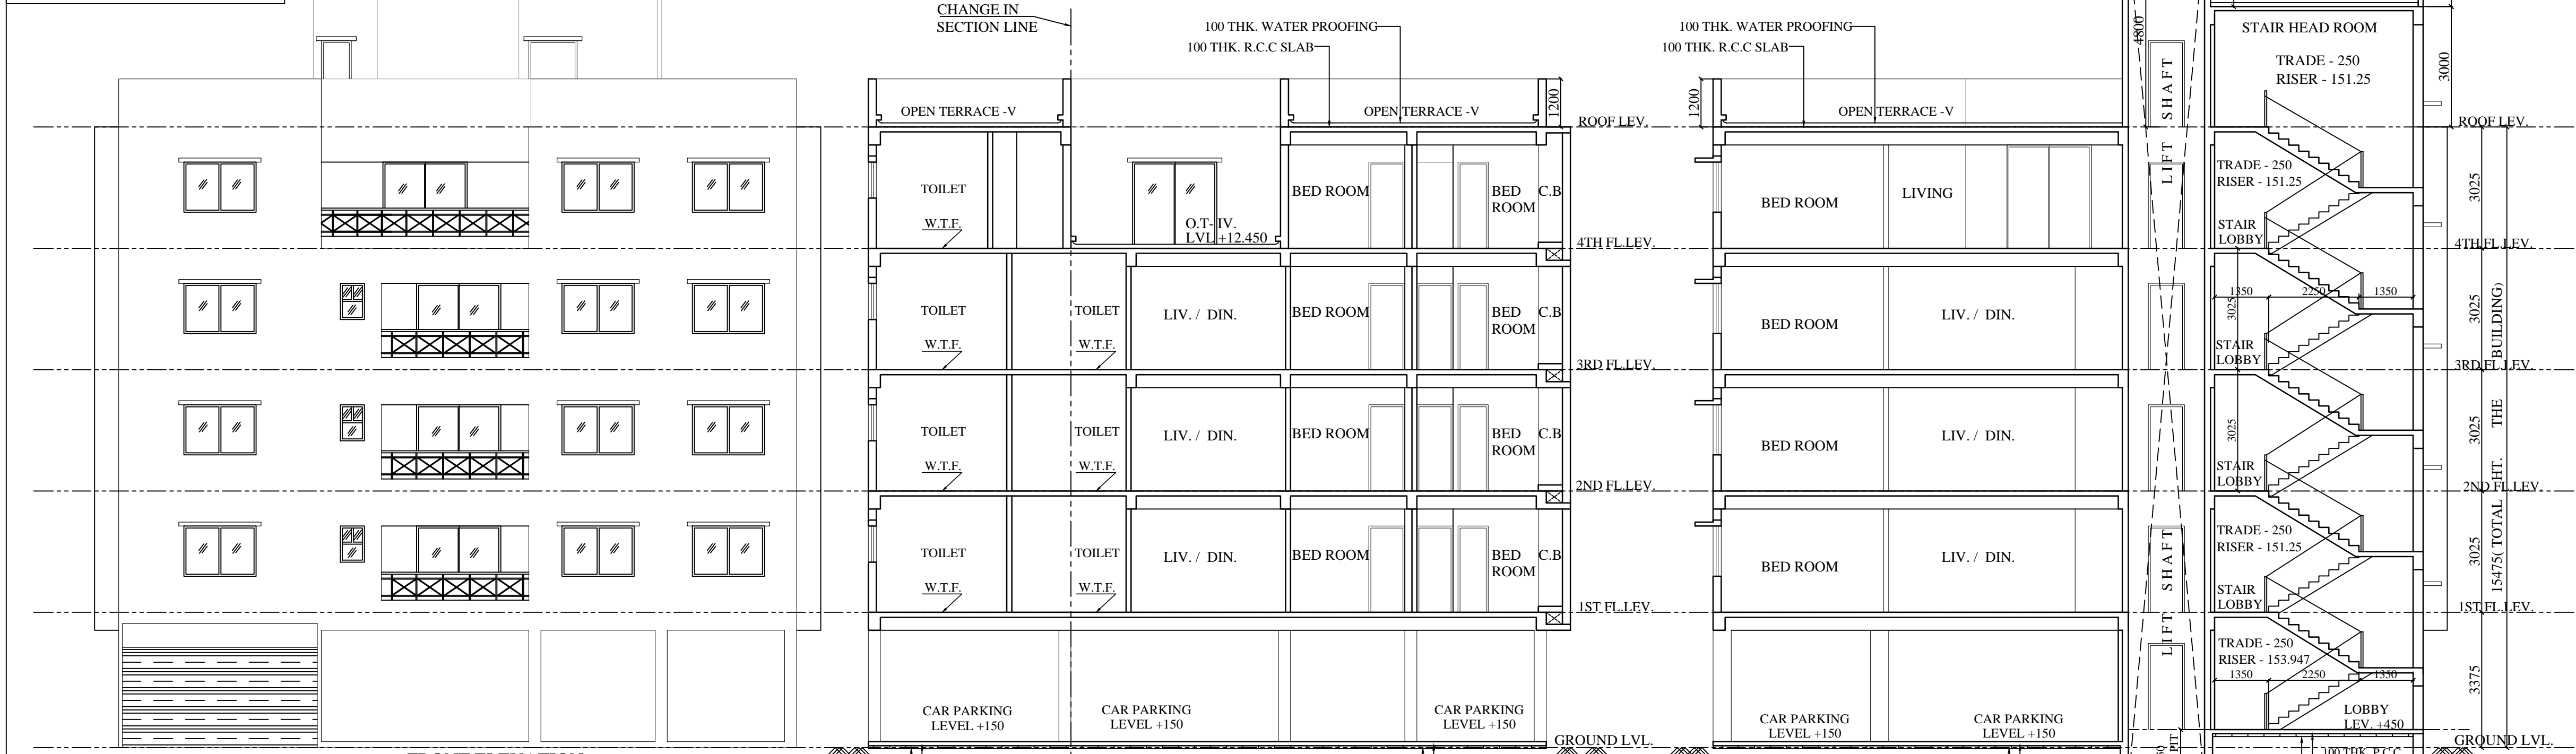 CHANGE IN
SECTION LINE
100 THK. WATER PROOFING
100 THK. R.C.C SLAB
100 THK. WATER PROOFING
100 THK. R.C.C SLAB
4800
STAIR HEAD ROOM
TRADE - 250
RISER - 151.25
3000
OPEN TERRACE -V
OPEN TERRACE -V
1200
1200
OPEN TERRACE -V
LIFT SHAFT
ROOF LEV.
ROOF LEV.
TOILET
W.T.F.
O.T- IV.
LVL +12.450
BED ROOM
BED
ROOM
C.B
BED ROOM
LIVING
TRADE - 250
RISER - 151.25
STAIR
LOBBY
3025
4TH FL.LEV.
4TH FL.LEV.
TOILET
W.T.F.
TOILET
W.T.F.
LIV. / DIN.
BED ROOM
BED
ROOM
C.B
BED ROOM
LIV. / DIN.
1350
2250
1350
3025
STAIR
LOBBY
3025
3RD FL.LEV.
3RD FL.LEV.
TOILET
W.T.F.
TOILET
W.T.F.
LIV. / DIN.
BED ROOM
BED
ROOM
C.B
BED ROOM
LIV. / DIN.
3025
STAIR
LOBBY
3025
2ND FL.LEV.
2ND FL.LEV.
15475( TOTAL HT. THE BUILDING)
TOILET
W.T.F.
TOILET
W.T.F.
LIV. / DIN.
BED ROOM
BED
ROOM
C.B
BED ROOM
LIV. / DIN.
LIFT SHAFT
TRADE - 250
RISER - 151.25
STAIR
LOBBY
3025
1ST FL.LEV.
1ST FL.LEV.
TRADE - 250
RISER - 153.947
1350
2250
1350
3375
CAR PARKING
LEVEL +150
CAR PARKING
LEVEL +150
CAR PARKING
LEVEL +150
CAR PARKING
LEVEL +150
CAR PARKING
LEVEL +150
LOBBY
LEV. +450
GROUND LVL.
GROUND LVL.
PIT